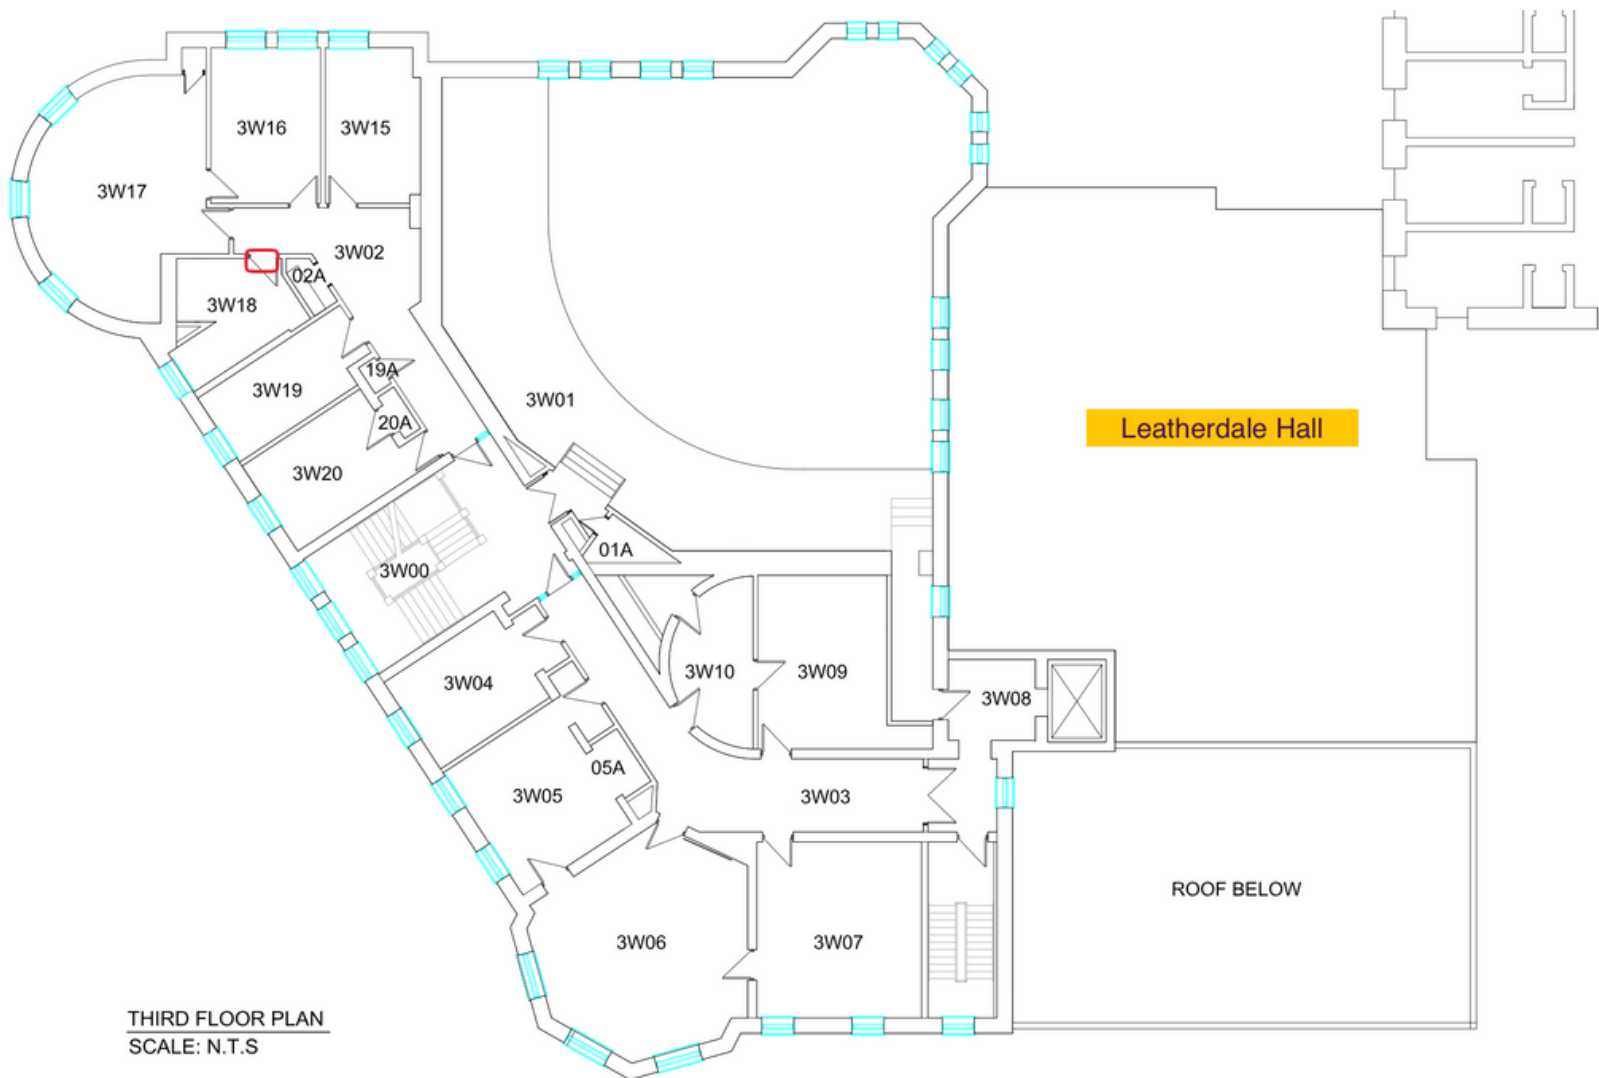 3W16
3W15
3W17
3W02
02A
3W18
19A
3W19
3W01
20A
Leatherdale Hall
3W20
01A
3W00
3W10
3W09
3W04
3W08
05A
3W05
3W03
ROOF BELOW
3W06
3W07
THIRD FLOOR PLAN
SCALE: N.T.S